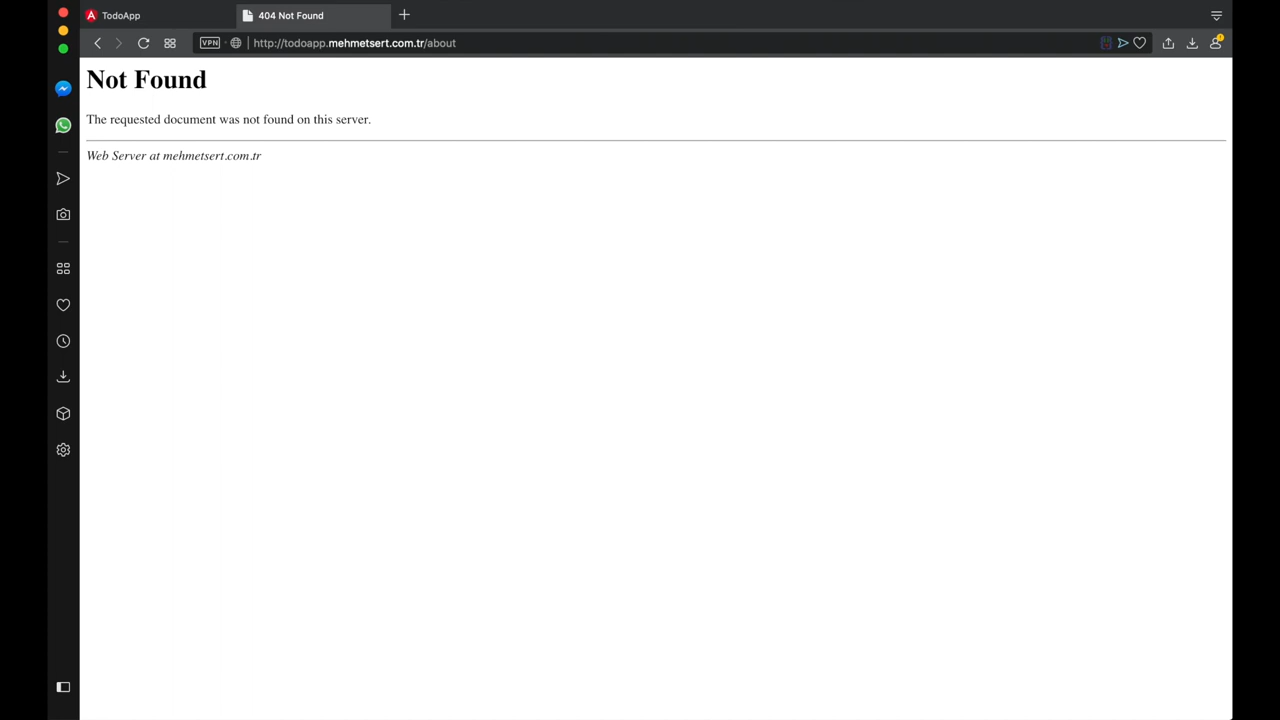 TodoApp
404 Not Found
VPN
http://todoapp.mehmetsert.com.tr/about
Not Found
The requested document was not found on this server.
Web Server at mehmetsert.com.tr